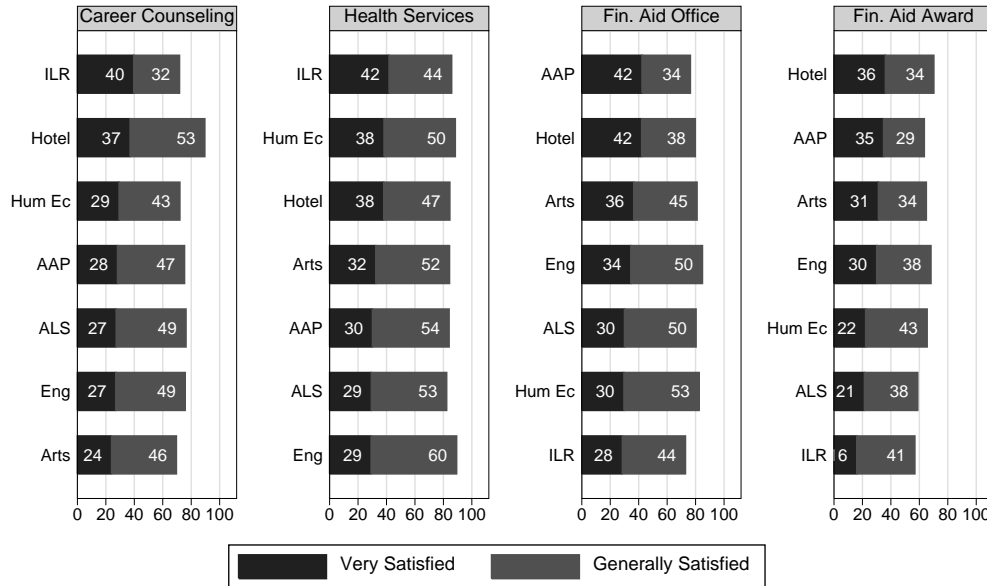 Career Counseling Health Services Fin. Aid Office Fin. Aid Award
ILR 40 32 ILR 42 44 AAP 42 34 Hotel 36 34
Hotel 37 53 Hum Ec 38 50 Hotel 42 38 AAP 35 29
Hum Ec 29 43 Hotel 38 47 Arts 36 45 Arts 31 34
AAP 28 47 Arts 32 52 Eng 34 50 Eng 30 38
ALS 27 49 AAP 30 54 ALS 30 50 Hum Ec 22 43
Eng 27 49 ALS 29 53 Hum Ec 30 53 ALS 21 38
Arts 24 46 Eng 29 60 ILR 28 44 ILR 16 41
0 20 40 60 80 100 0 20 40 60 80 100 0 20 40 60 80 100 0 20 40 60 80 100
Very Satisfied Generally Satisfied